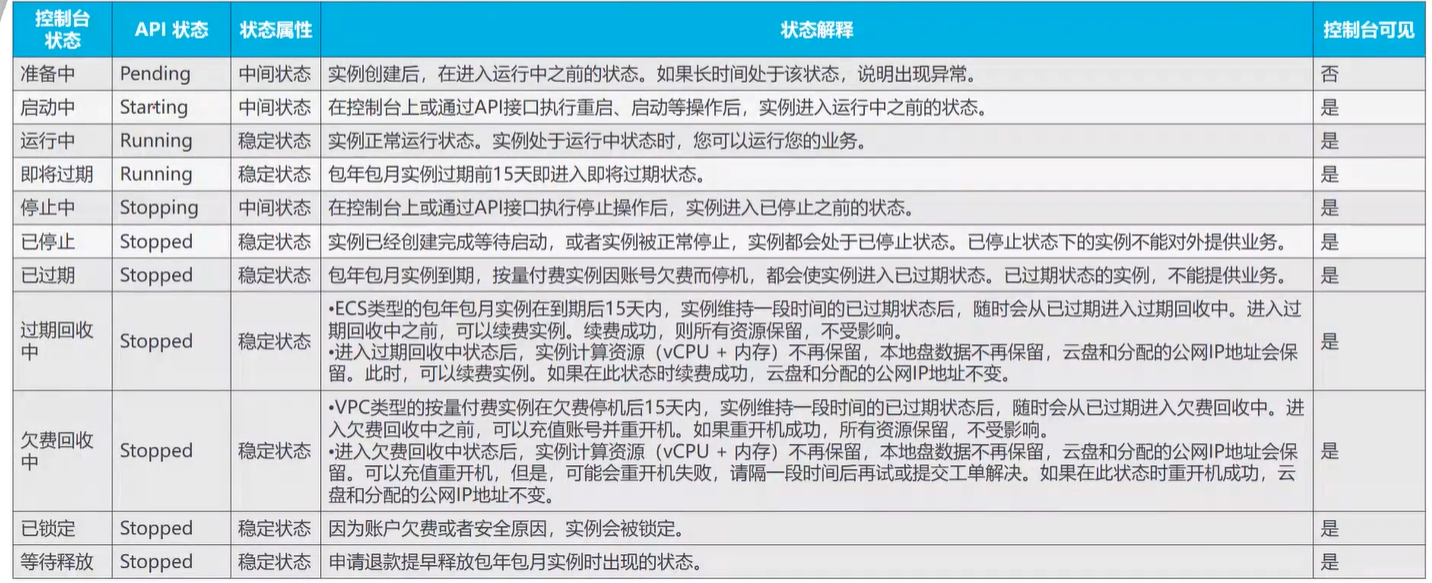 控制台状态 API 状态 状态属性 状态解释 控制台可见
准备中 Pending 中间状态 实例创建后，在进入运行中之前的状态。如果长时间处于该状态，说明出现异常。 否
启动中 Starting 中间状态 在控制台上或通过API接口执行重启、启动等操作后，实例进入运行中之前的状态。 是
运行中 Running 稳定状态 实例正常运行状态。实例处于运行中状态时，您可以运行您的业务。 是
即将过期 Running 稳定状态 包年包月实例过期前15天即进入即将过期状态。 是
停止中 Stopping 中间状态 在控制台上或通过API接口执行停止操作后，实例进入已停止之前的状态。 是
已停止 Stopped 稳定状态 实例已经创建完成等待启动，或者实例被正常停止，实例都会处于已停止状态。已停止状态下的实例不能对外提供业务。 是
已过期 Stopped 稳定状态 包年包月实例到期，按量付费实例因账号欠费而停机，都会使实例进入已过期状态。已过期状态的实例，不能提供业务。 是
过期回收中 Stopped 稳定状态
•ECS类型的包年包月实例在到期后15天内，实例维持一段时间的已过期状态后，随时会从已过期进入过期回收中。进入过
期回收中之前，可以续费实例。续费成功，则所有资源保留，不受影响。
•进入过期回收中状态后，实例计算资源（vCPU + 内存）不再保留，本地盘数据不再保留，云盘和分配的公网IP地址会保
留。此时，可以续费实例。如果在此状态时续费成功，云盘和分配的公网IP地址不变。
是
欠费回收中 Stopped 稳定状态
•VPC类型的按量付费实例在欠费停机后15天内，实例维持一段时间的已过期状态后，随时会从已过期进入欠费回收中。进
入欠费回收中之前，可以充值账号并重开机。如果重开机成功，所有资源保留，不受影响。
•进入欠费回收中状态后，实例计算资源（vCPU + 内存）不再保留，本地盘数据不再保留，云盘和分配的公网IP地址会保
留。可以充值重开机，但是，可能会重开机失败，请隔一段时间后再试或提交工单解决。如果在此状态时重开机成功，云
盘和分配的公网IP地址不变。
是
已锁定 Stopped 稳定状态 因为账户欠费或者安全原因，实例会被锁定。 是
等待释放 Stopped 稳定状态 申请退款提早释放包年包月实例时出现的状态。 是